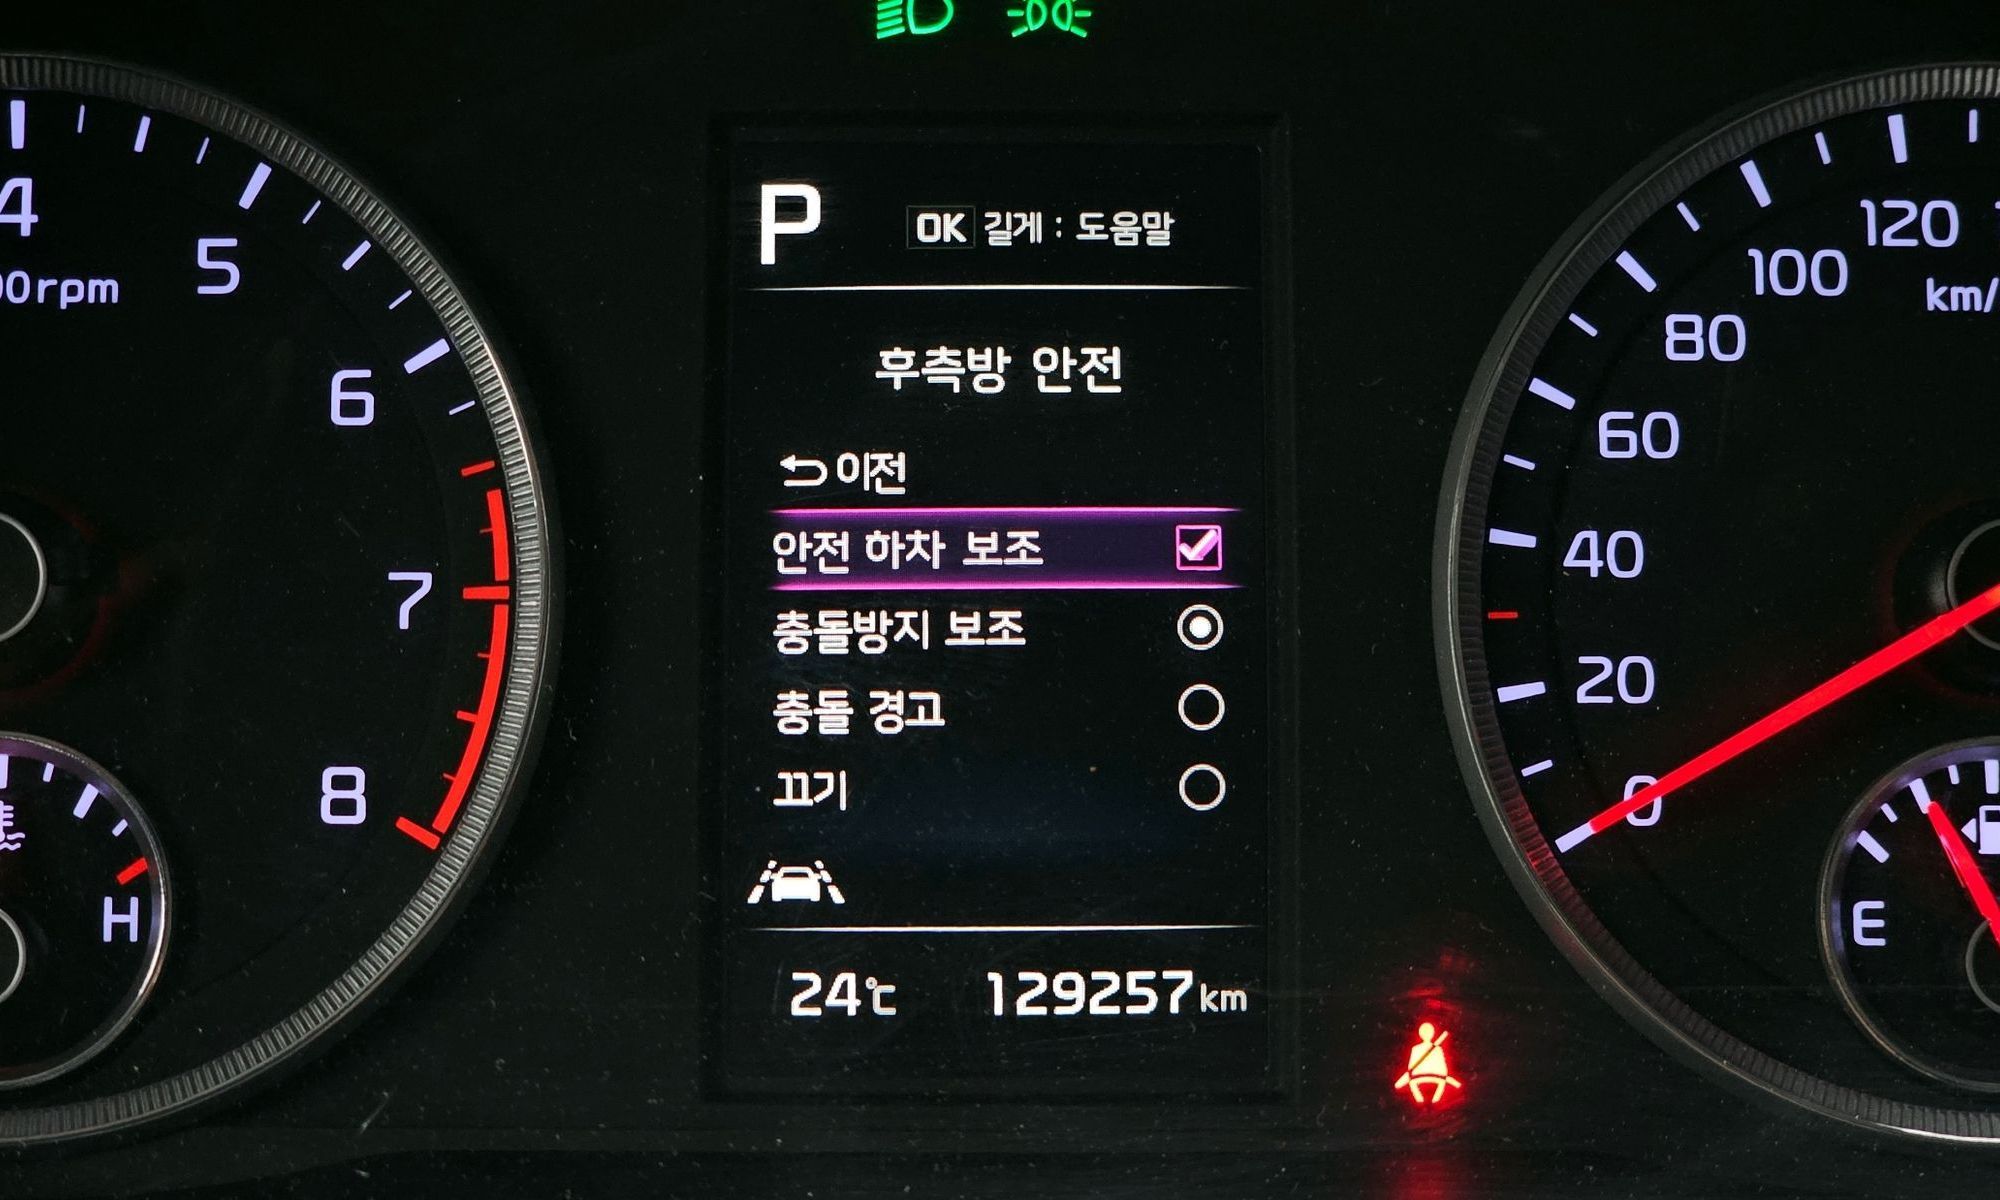 P
OK 길게 : 도움말
후측방 안전
이전
안전 하차 보조
충돌방지 보조
충돌 경고
끄기
24℃ 129257km
4
5
6
7
8
00rpm
H
120
100
80
60
40
20
0
km/
E